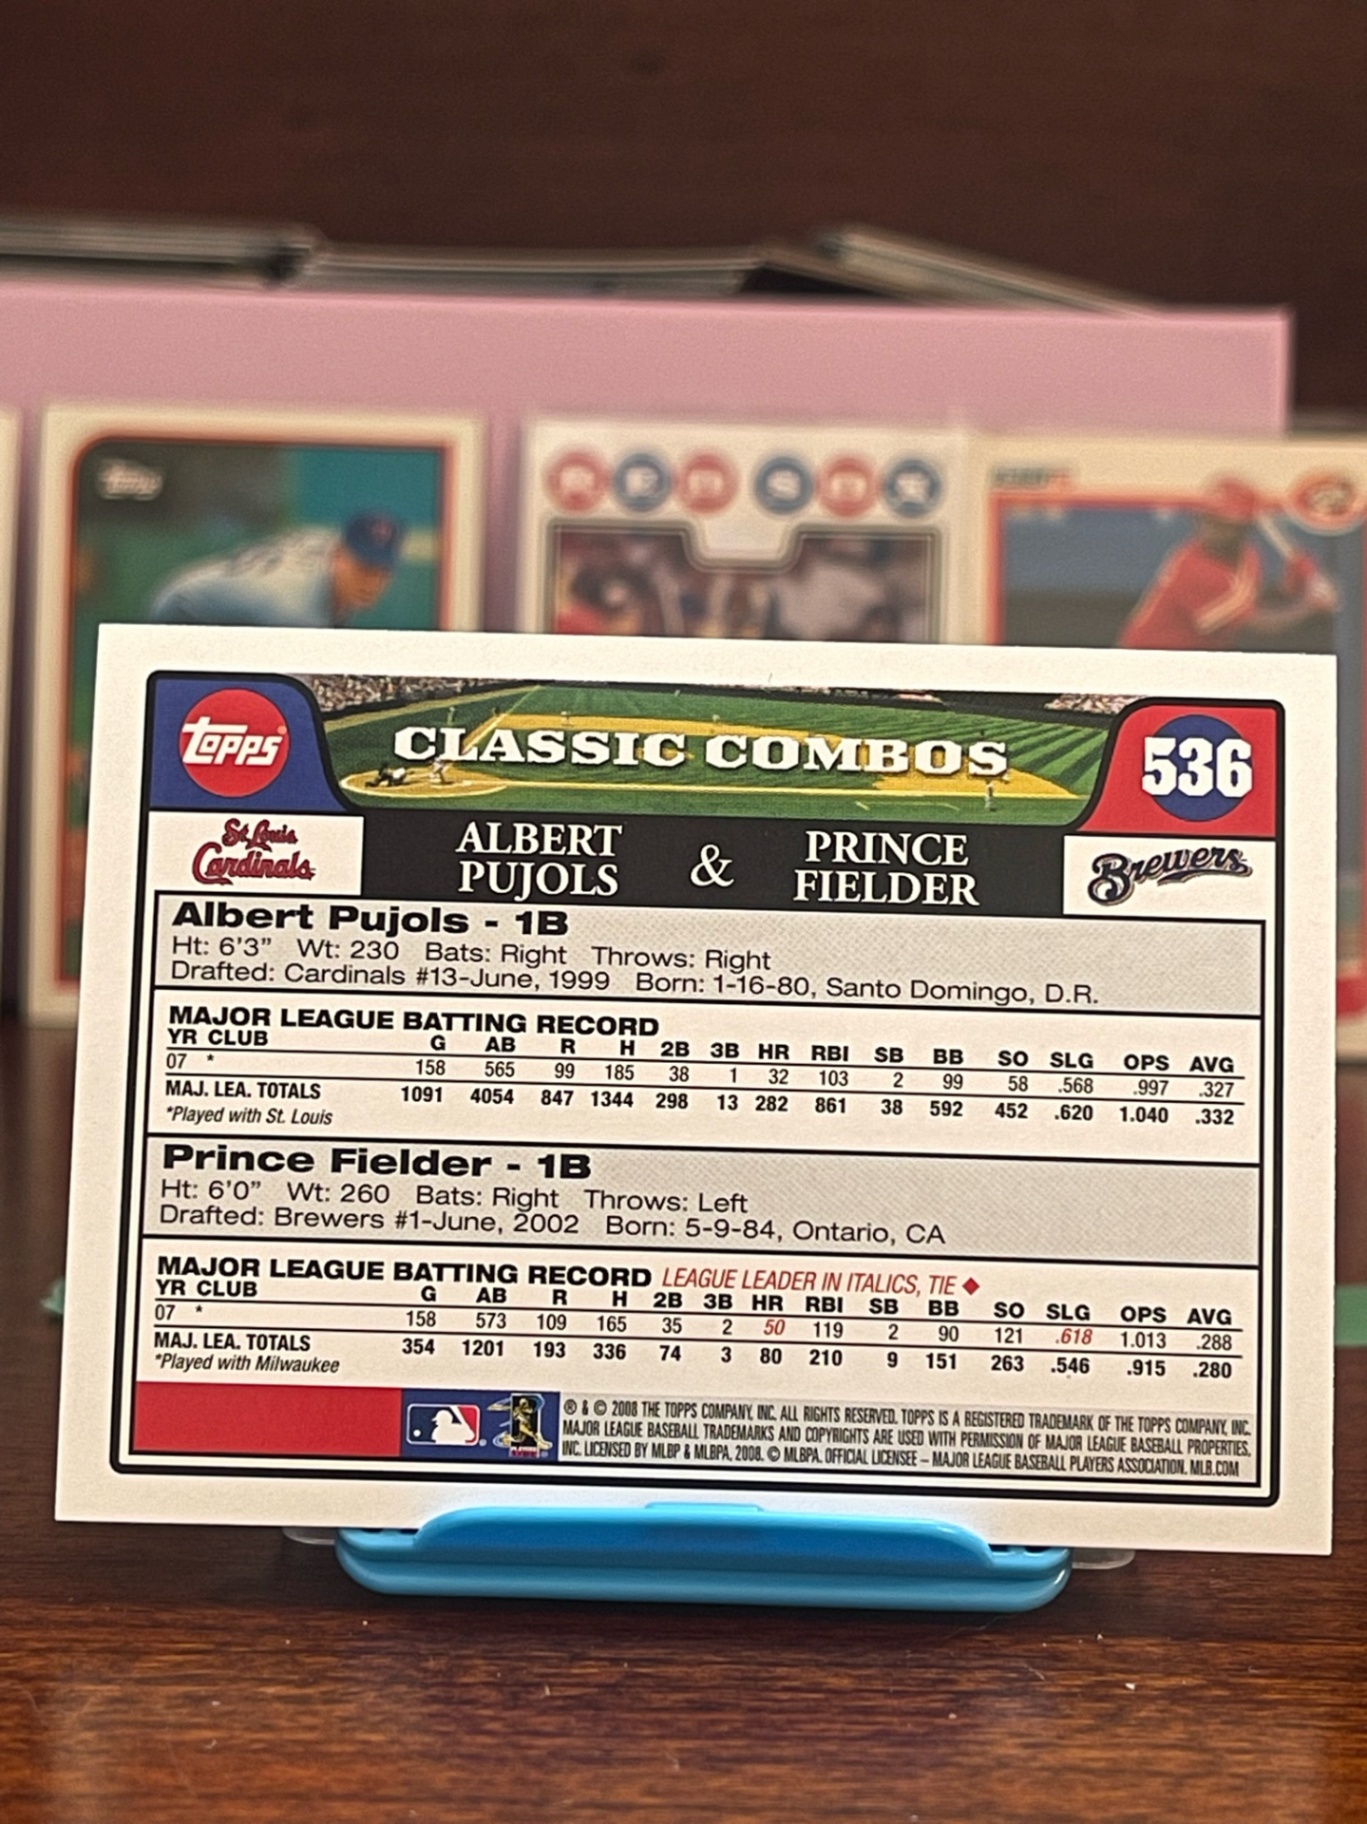 Topps
RED SOX
Topps
CLASSIC COMBOS
536
St. Louis
Cardinals
ALBERT
PUJOLS
&
PRINCE
FIELDER
Brewers
Albert Pujols - 1B
Ht: 6'3" Wt: 230 Bats: Right Throws: Right
Drafted: Cardinals #13-June, 1999 Born: 1-16-80, Santo Domingo, D.R.
MAJOR LEAGUE BATTING RECORD
YR CLUB G AB R H 2B 3B HR RBI SB BB SO SLG OPS AVG
07 * 158 565 99 185 38 1 32 103 2 99 58 .568 .997 .327
MAJ. LEA. TOTALS 1091 4054 847 1344 298 13 282 861 38 592 452 .620 1.040 .332
*Played with St. Louis
Prince Fielder - 1B
Ht: 6'0" Wt: 260 Bats: Right Throws: Left
Drafted: Brewers #1-June, 2002 Born: 5-9-84, Ontario, CA
MAJOR LEAGUE BATTING RECORD LEAGUE LEADER IN ITALICS, TIE ◆
YR CLUB G AB R H 2B 3B HR RBI SB BB SO SLG OPS AVG
07 * 158 573 109 165 35 2 50 119 2 90 121 .618 1.013 .288
MAJ. LEA. TOTALS 354 1201 193 336 74 3 80 210 9 151 263 .546 .915 .280
*Played with Milwaukee
® & © 2008 THE TOPPS COMPANY, INC. ALL RIGHTS RESERVED. TOPPS IS A REGISTERED TRADEMARK OF THE TOPPS COMPANY, INC.
MAJOR LEAGUE BASEBALL TRADEMARKS AND COPYRIGHTS ARE USED WITH PERMISSION OF MAJOR LEAGUE BASEBALL PROPERTIES,
INC. LICENSED BY MLBP & MLBPA, 2008. © MLBPA. OFFICIAL LICENSEE – MAJOR LEAGUE BASEBALL PLAYERS ASSOCIATION. MLB.COM